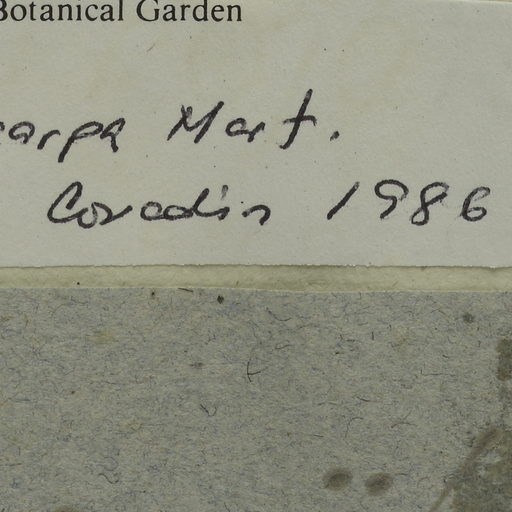 Botanical Garden
carpa Mart.
Coradin 1986